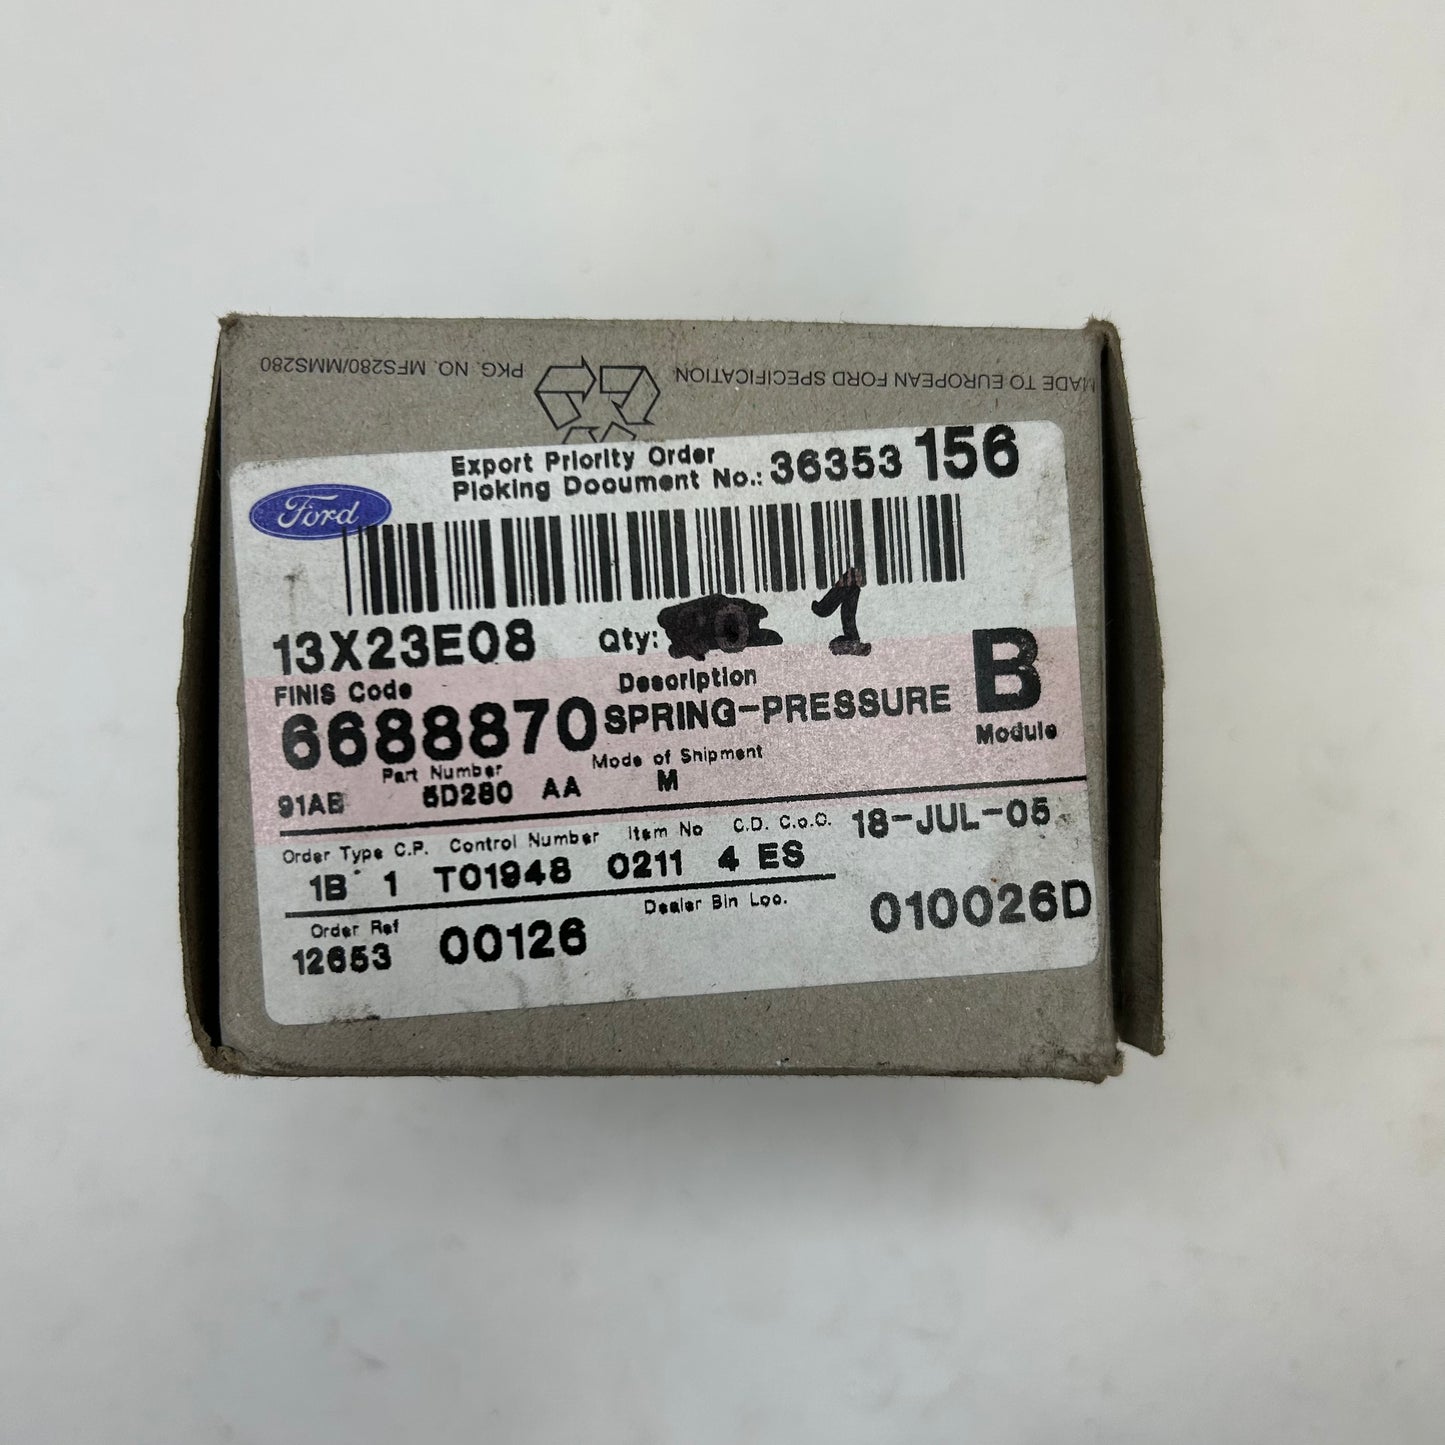 MADE TO EUROPEAN FORD SPECIFICATION PKG. NO. MFS280/MMS280
Export Priority Order
Picking Document No.: 36353 156
Ford
13X23E08 Qty: 1
FINIS Code Description
6688870 SPRING-PRESSURE B
Part Number Mode of Shipment Module
91AB 5D280 AA M
Order Type C.P. Control Number Item No C.D. C.o.O. 18-JUL-05
1B 1 T01948 0211 4 ES
Order Ref Dealer Bin Loc. 010026D
12653 00126